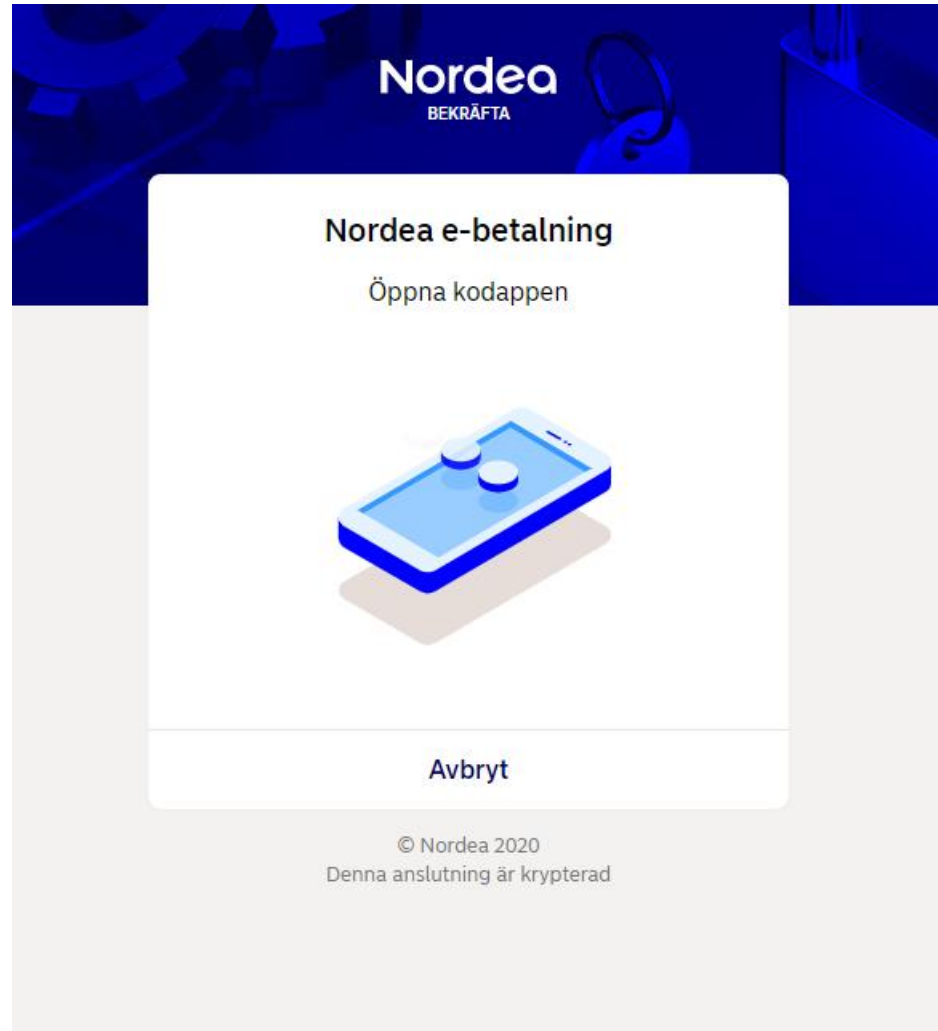 Nordea
BEKRÄFTA
Nordea e-betalning
Öppna kodappen
Avbryt
© Nordea 2020
Denna anslutning är krypterad